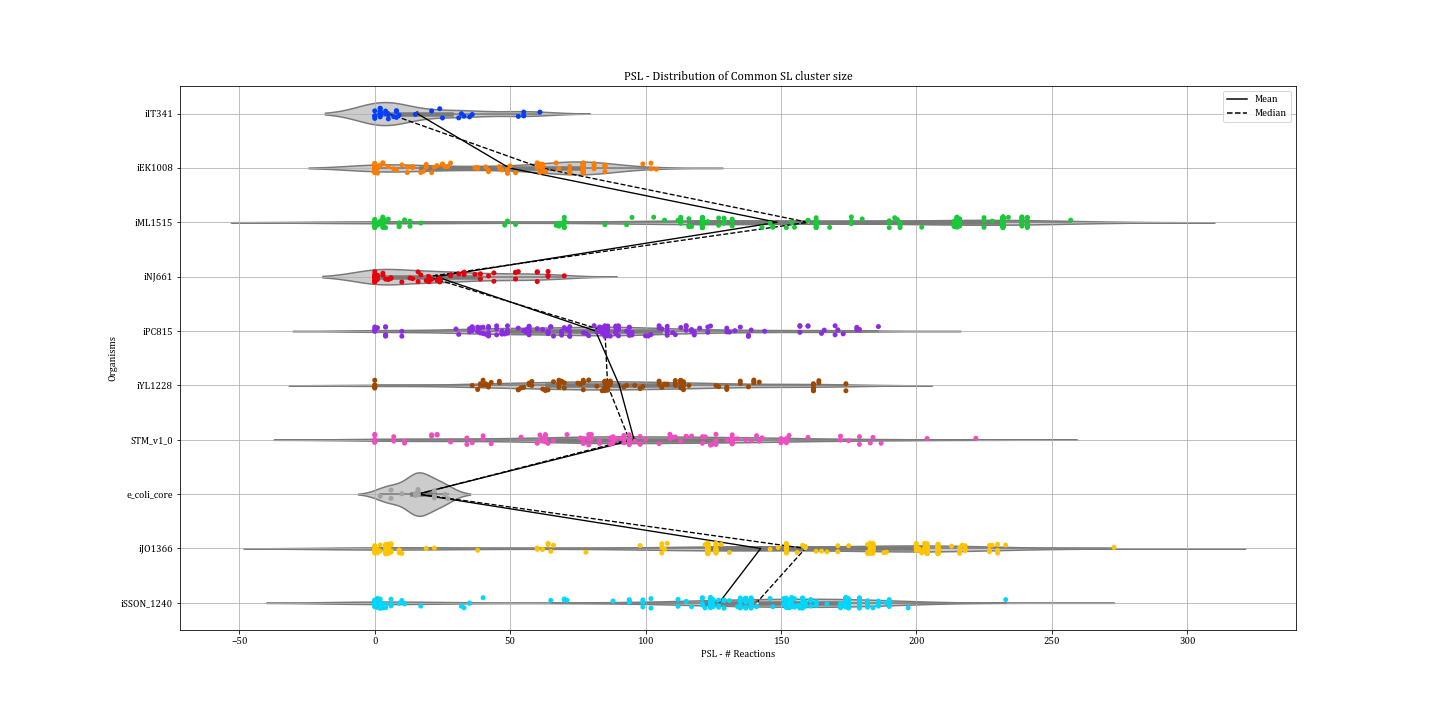 PSL - Distribution of Common SL cluster size
Mean
Median
iIT341
iEK1008
iML1515
iNJ661
iPC815
iYL1228
STM_v1_0
e_coli_core
iJO1366
iSSON_1240
Organisms
−50
0
50
100
150
200
250
300
PSL - # Reactions